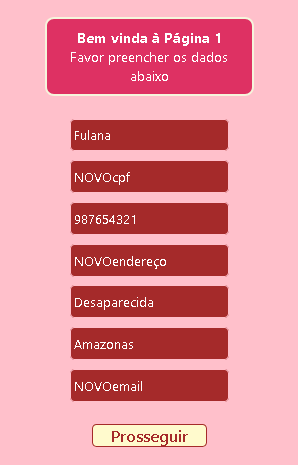 Bem vinda à Página 1
Favor preencher os dados
abaixo
Fulana
NOVOcpf
987654321
NOVOendereço
Desaparecida
Amazonas
NOVOemail
Prosseguir